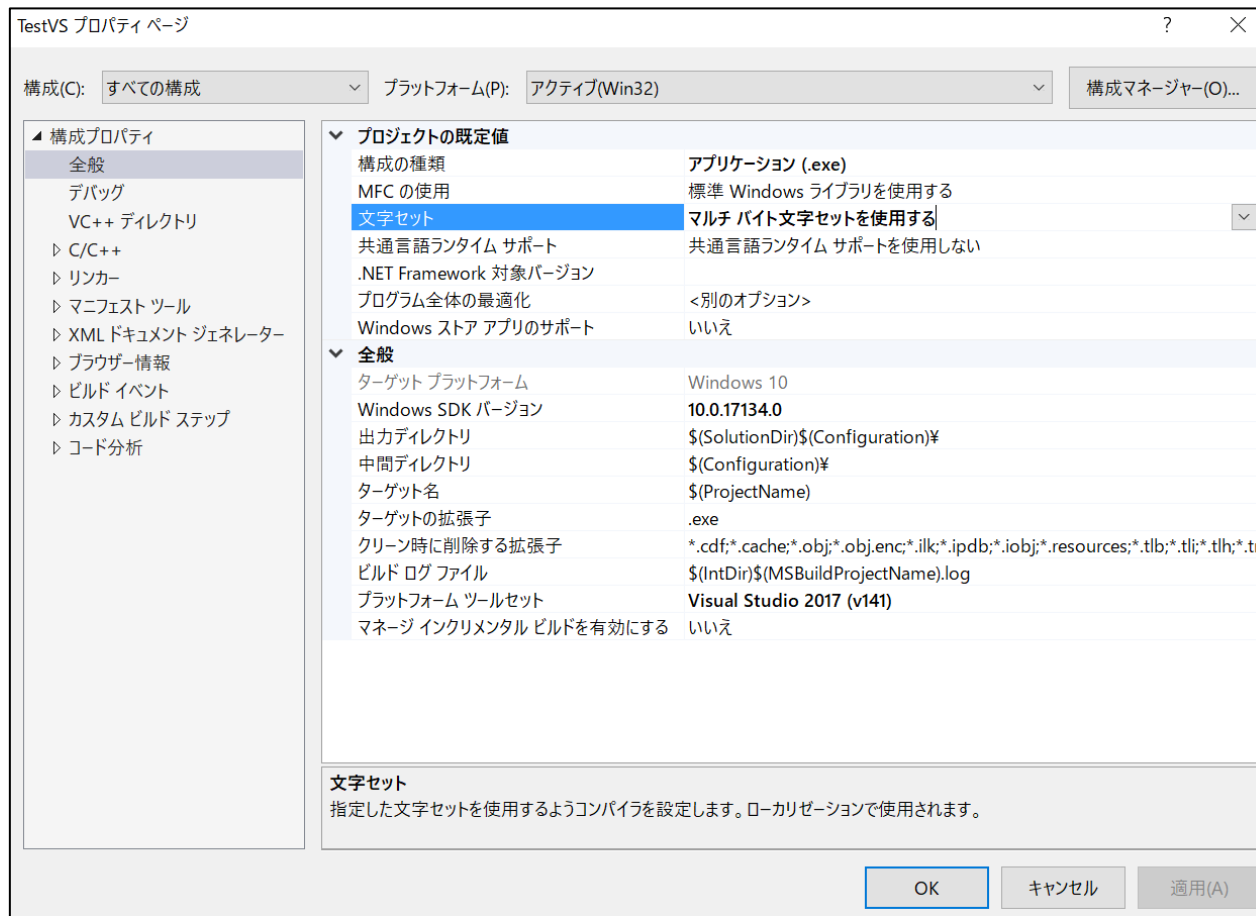 TestVS プロパティ ページ
?
構成(C): すべての構成 プラットフォーム(P): アクティブ(Win32) 構成マネージャー(O)...
構成プロパティ
全般
デバッグ
VC++ ディレクトリ
C/C++
リンカー
マニフェスト ツール
XML ドキュメント ジェネレーター
ブラウザー情報
ビルド イベント
カスタム ビルド ステップ
コード分析
プロジェクトの既定値
構成の種類 アプリケーション (.exe)
MFC の使用 標準 Windows ライブラリを使用する
文字セット マルチ バイト文字セットを使用する
共通言語ランタイム サポート 共通言語ランタイム サポートを使用しない
.NET Framework 対象バージョン
プログラム全体の最適化 <別のオプション>
Windows ストア アプリのサポート いいえ
全般
ターゲット プラットフォーム Windows 10
Windows SDK バージョン 10.0.17134.0
出力ディレクトリ $(SolutionDir)$(Configuration)¥
中間ディレクトリ $(Configuration)¥
ターゲット名 $(ProjectName)
ターゲットの拡張子 .exe
クリーン時に削除する拡張子 *.cdf;*.cache;*.obj;*.obj.enc;*.ilk;*.ipdb;*.iobj;*.resources;*.tlb;*.tli;*.tlh;
ビルド ログ ファイル $(IntDir)$(MSBuildProjectName).log
プラットフォーム ツールセット Visual Studio 2017 (v141)
マネージ インクリメンタル ビルドを有効にする いいえ
文字セット
指定した文字セットを使用するようコンパイラを設定します。ローカリゼーションで使用されます。
OK キャンセル 適用(A)